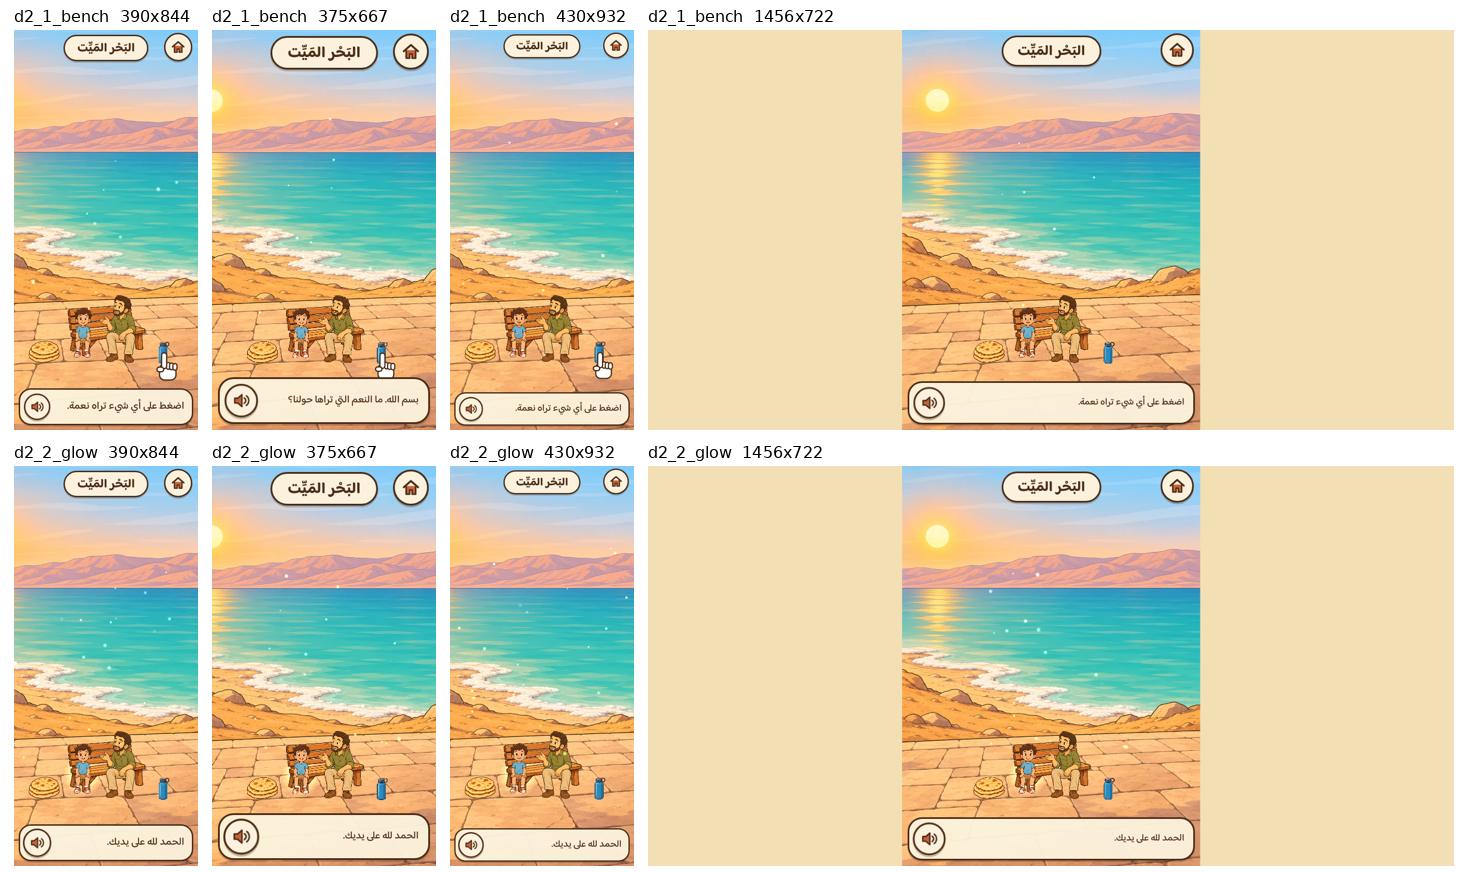 d2_1_bench 390x844
d2_1_bench 375x667
d2_1_bench 430x932
d2_1_bench 1456x722
البَحْر المَيِّت
البَحْر المَيِّت
البَحْر المَيِّت
البَحْر المَيِّت
اضغط على أي شيء تراه نعمة.
بسم الله. ما النعم التي تراها حولنا؟
اضغط على أي شيء تراه نعمة.
اضغط على أي شيء تراه نعمة.
d2_2_glow 390x844
d2_2_glow 375x667
d2_2_glow 430x932
d2_2_glow 1456x722
البَحْر المَيِّت
البَحْر المَيِّت
البَحْر المَيِّت
البَحْر المَيِّت
الحمد لله على يديك.
الحمد لله على يديك.
الحمد لله على يديك.
الحمد لله على يديك.